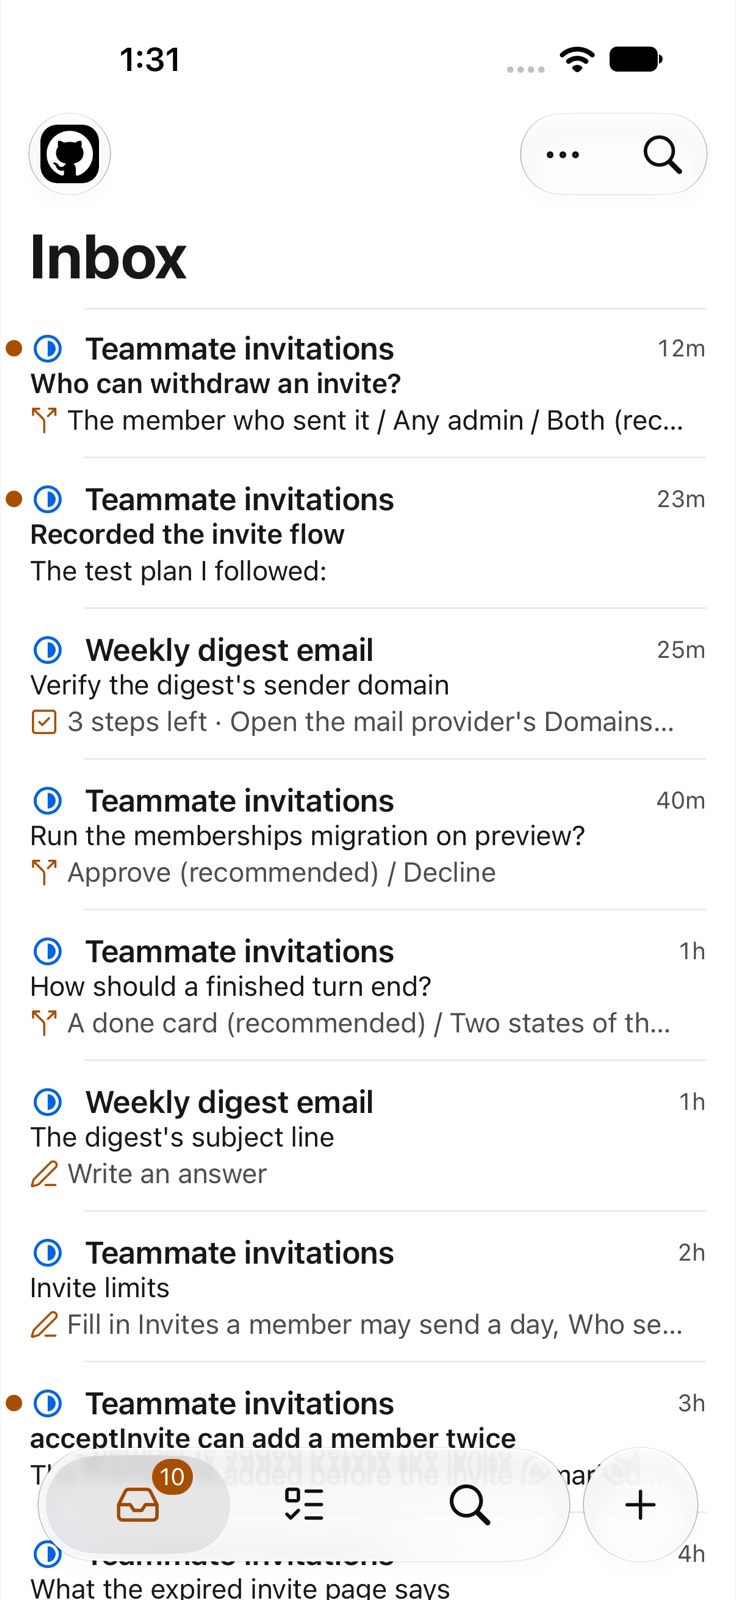 1:31
Inbox
Teammate invitations 12m
Who can withdraw an invite?
The member who sent it / Any admin / Both (rec...
Teammate invitations 23m
Recorded the invite flow
The test plan I followed:
Weekly digest email 25m
Verify the digest's sender domain
3 steps left · Open the mail provider's Domains...
Teammate invitations 40m
Run the memberships migration on preview?
Approve (recommended) / Decline
Teammate invitations 1h
How should a finished turn end?
A done card (recommended) / Two states of th...
Weekly digest email 1h
The digest's subject line
Write an answer
Teammate invitations 2h
Invite limits
Fill in Invites a member may send a day, Who se...
Teammate invitations 3h
acceptInvite can add a member twice
added before the invite
10
Teammate invitations 4h
What the expired invite page says